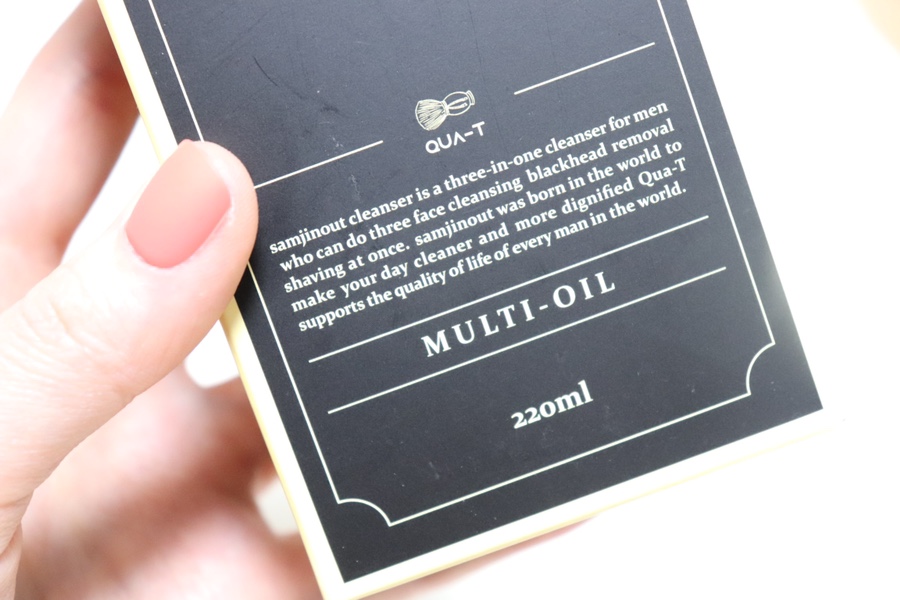 QUA-T
samjinout cleanser is a three-in-one cleanser for men
who can do three face cleansing blackhead removal
shaving at once. samjinout was born in the world to
make your day cleaner and more dignified Qua-T
supports the quality of life of every man in the world.
MULTI-OIL
220ml